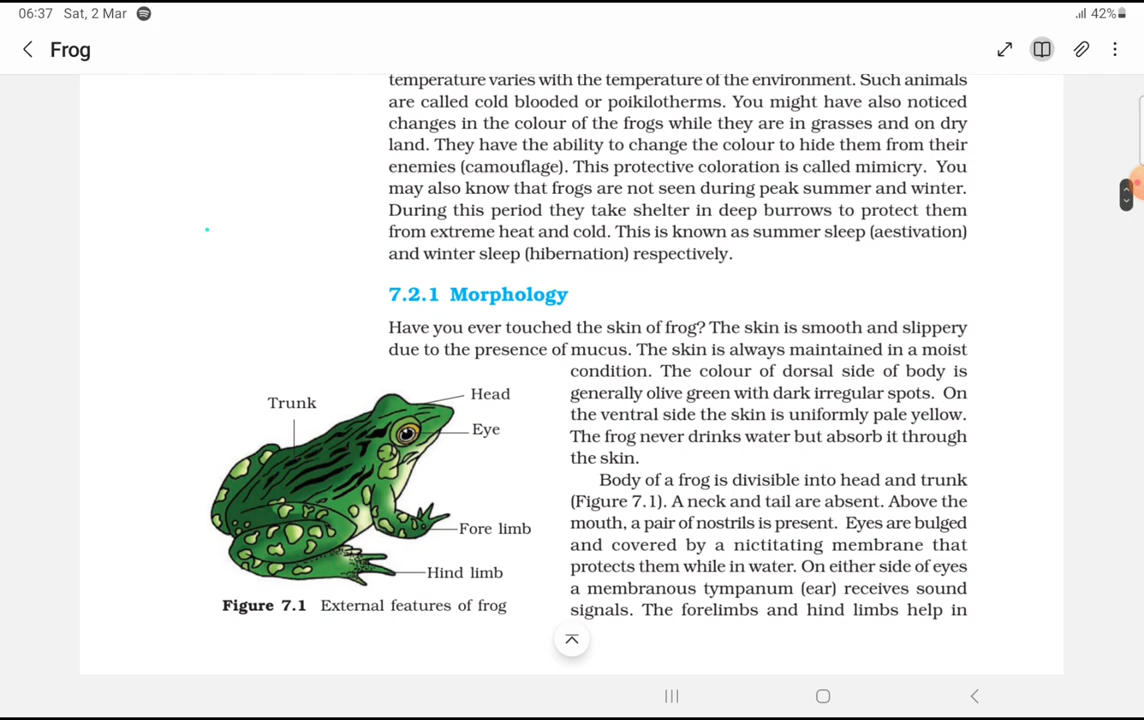 06:37 Sat, 2 Mar
42%
Frog
temperature varies with the temperature of the environment. Such animals
are called cold blooded or poikilotherms. You might have also noticed
changes in the colour of the frogs while they are in grasses and on dry
land. They have the ability to change the colour to hide them from their
enemies (camouflage). This protective coloration is called mimicry. You
may also know that frogs are not seen during peak summer and winter.
During this period they take shelter in deep burrows to protect them
from extreme heat and cold. This is known as summer sleep (aestivation)
and winter sleep (hibernation) respectively.
7.2.1 Morphology
Have you ever touched the skin of frog? The skin is smooth and slippery
due to the presence of mucus. The skin is always maintained in a moist
condition. The colour of dorsal side of body is
generally olive green with dark irregular spots. On
the ventral side the skin is uniformly pale yellow.
The frog never drinks water but absorb it through
the skin.
Body of a frog is divisible into head and trunk
(Figure 7.1). A neck and tail are absent. Above the
mouth, a pair of nostrils is present. Eyes are bulged
and covered by a nictitating membrane that
protects them while in water. On either side of eyes
a membranous tympanum (ear) receives sound
signals. The forelimbs and hind limbs help in
Trunk
Head
Eye
Fore limb
Hind limb
Figure 7.1 External features of frog